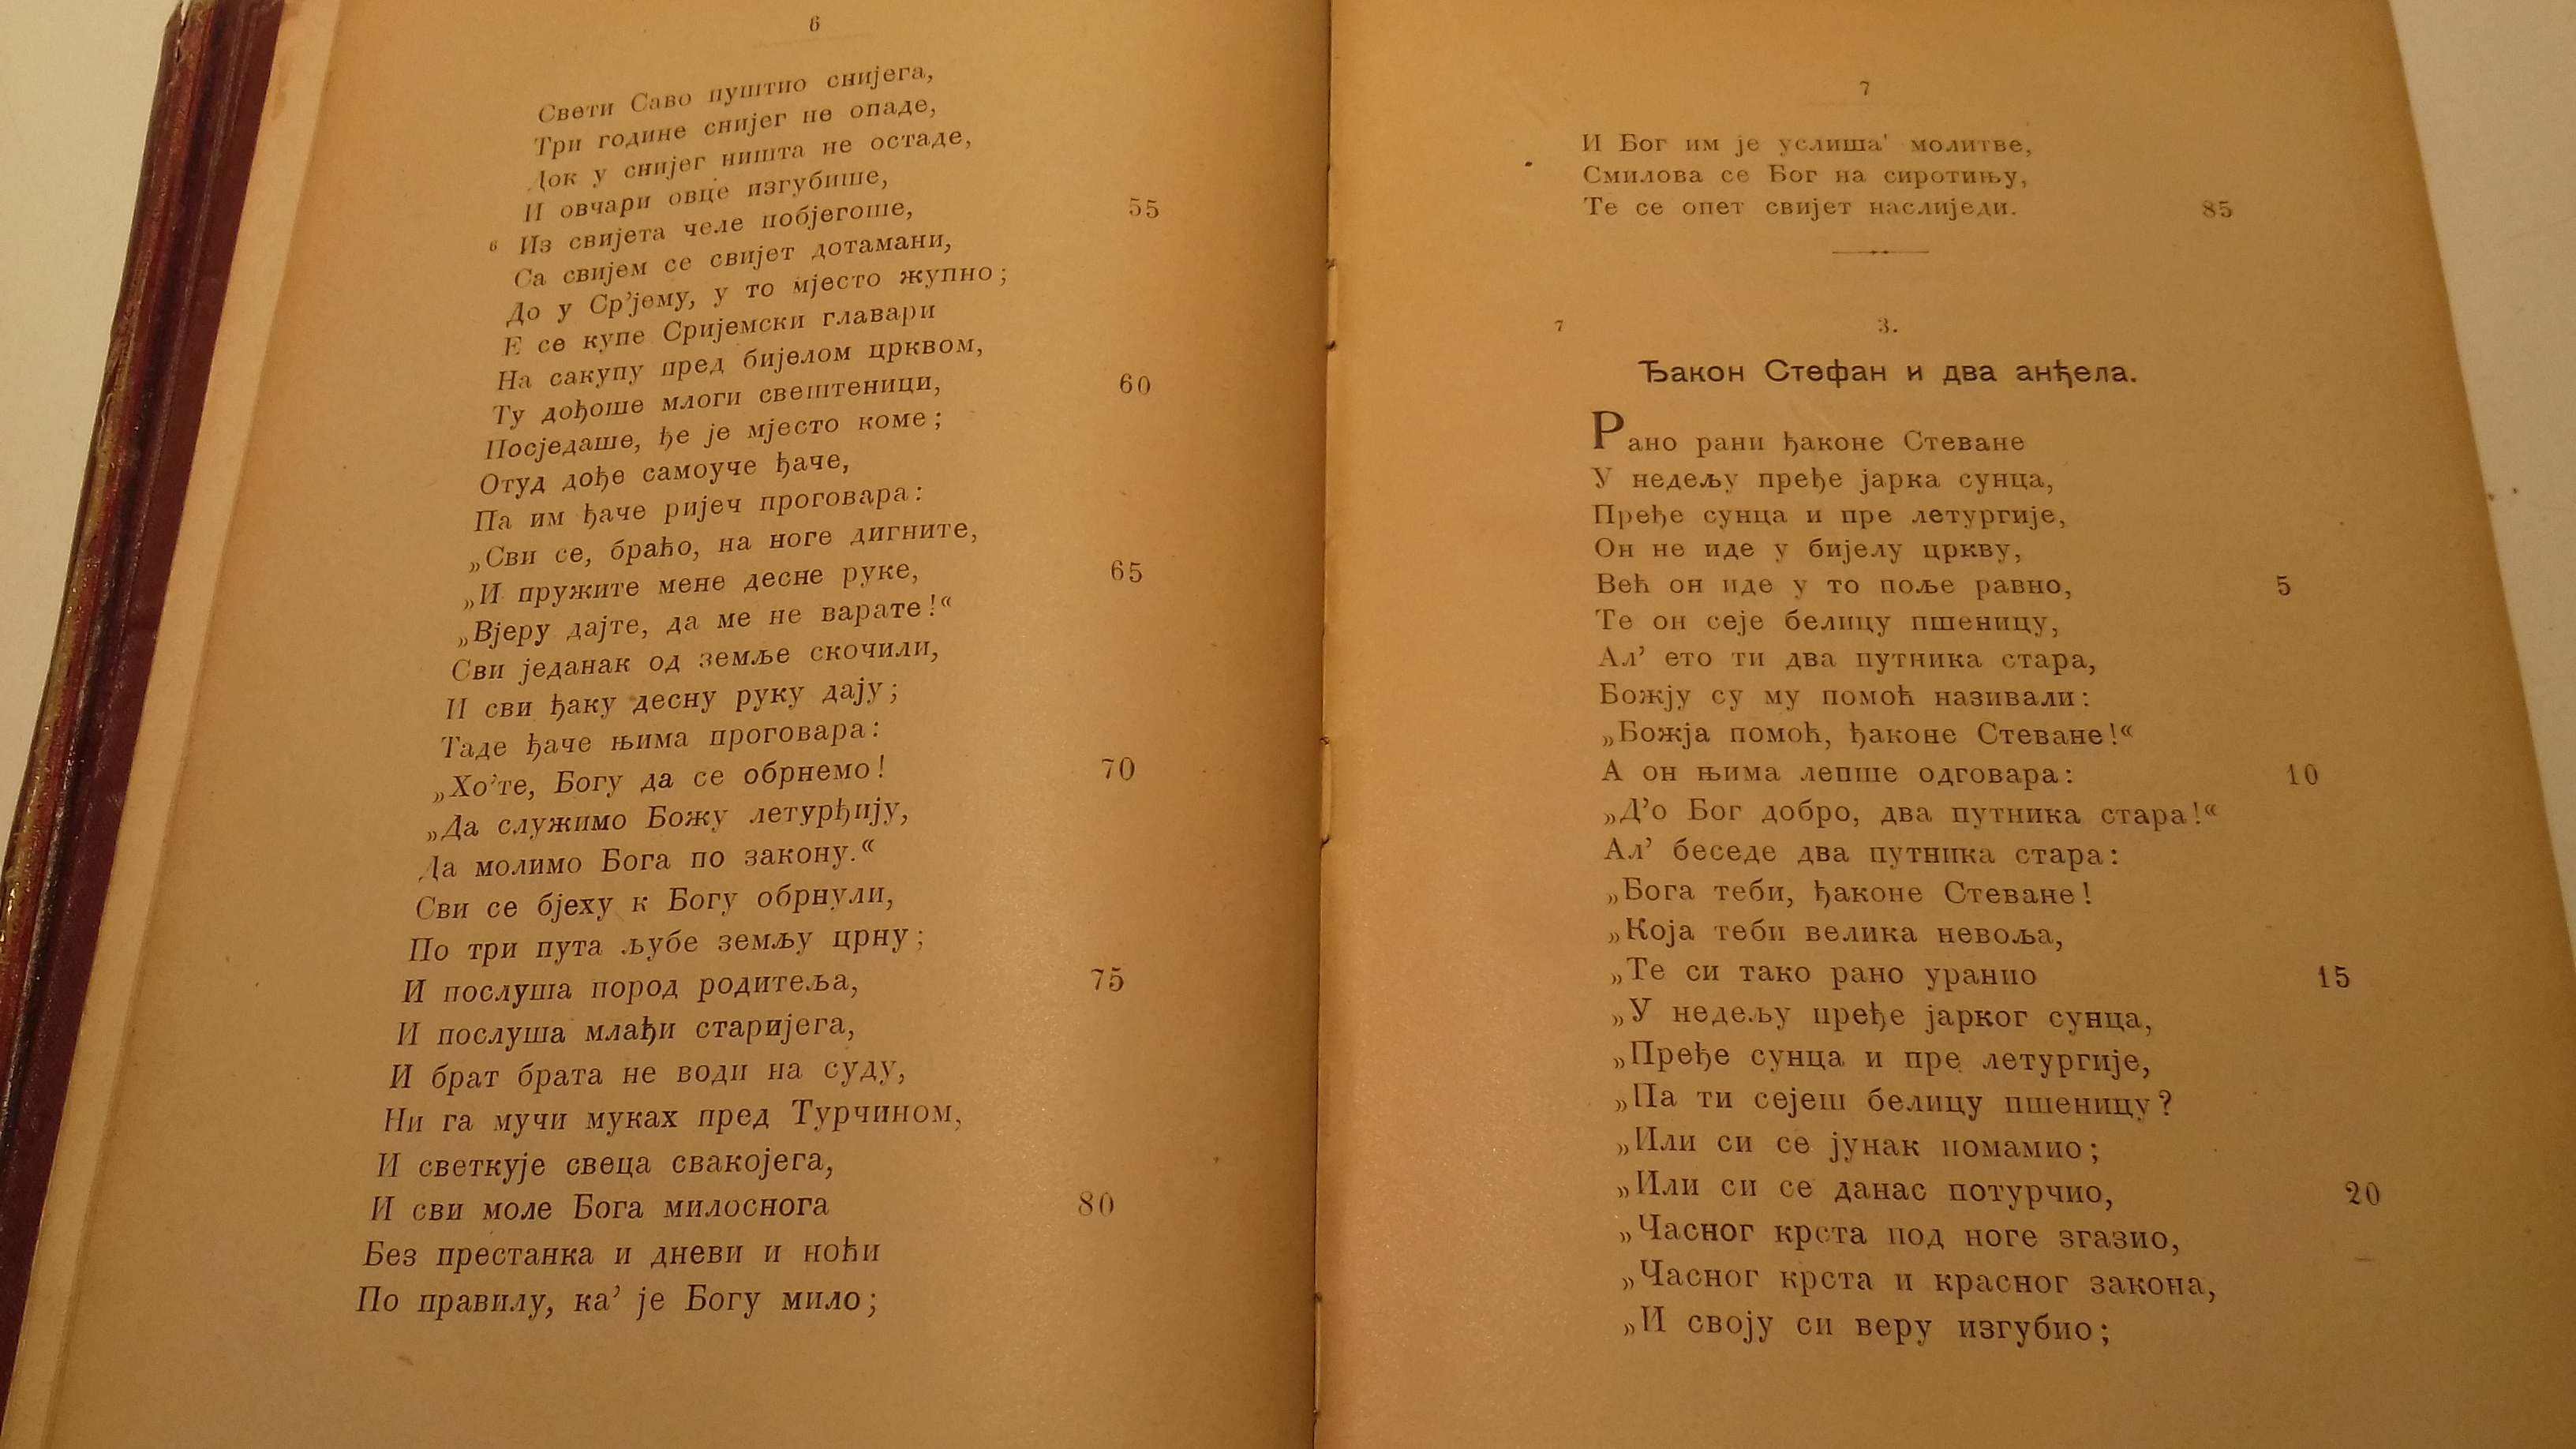 6
Свети Саво пуштио снијега,
Три године снијег не опаде,
Док у снијег ништа не остаде,
И овчари овце изгубише,
6 Из свијета челе побјегоше, 55
Са свијем се свијет дотамани,
До у Ср’јему, у то мјесто жупно;
Е се купе Сријемски главари
На сакупу пред бијелом црквом,
Ту дођоше млоги свештеници, 60
Посједаше, ђе је мјесто коме;
Отуд дође самоуче ђаче,
Па им ђаче ријеч проговара:
„Сви се, браћо, на ноге дигните,
„И пружите мене десне руке, 65
„Вјеру дајте, да ме не варате!“
Сви једанак од земље скочили,
И сви ђаку десну руку дају;
Таде ђаче њима проговара:
„Хо’те, Богу да се обрнемо! 70
„Да служимо Божу летурђију,
Да молимо Бога по закону.“
Сви се бјеху к Богу обрнули,
По три пута љубе земљу црну;
И послуша пород родитеља, 75
И послуша млађи старијега,
И брат брата не води на суду,
Ни га мучи муках пред Турчином,
И светкује свеца свакојега,
И сви моле Бога милоснога 80
Без престанка и дневи и ноћи
По правилу, ка’ је Богу мило;
7
И Бог им је услиша’ молитве,
Смилова се Бог на сиротињу,
Те се опет свијет наслиједи. 85
7 3.
Ђакон Стефан и два анђела.
Рано рани ђаконе Стеване
У недељу пређе јарка сунца,
Пређе сунца и пре летургије,
Он не иде у бијелу цркву,
Већ он иде у то поље равно, 5
Те он сеје белицу пшеницу,
Ал’ ето ти два путника стара,
Божју су му помоћ називали:
„Божја помоћ, ђаконе Стеване!“
А он њима лепше одговара: 10
„Д’о Бог добро, два путника стара!“
Ал’ беседе два путника стара:
„Бога теби, ђаконе Стеване!
„Која теби велика невоља,
„Те си тако рано уранио 15
„У недељу пређе јарког сунца,
„Пређе сунца и пре летургије,
„Па ти сејеш белицу пшеницу?
„Или си се јунак помамио;
„Или си се данас потурчио, 20
„Часног крста под ноге згазио,
„Часног крста и красног закона,
„И своју си веру изгубио;